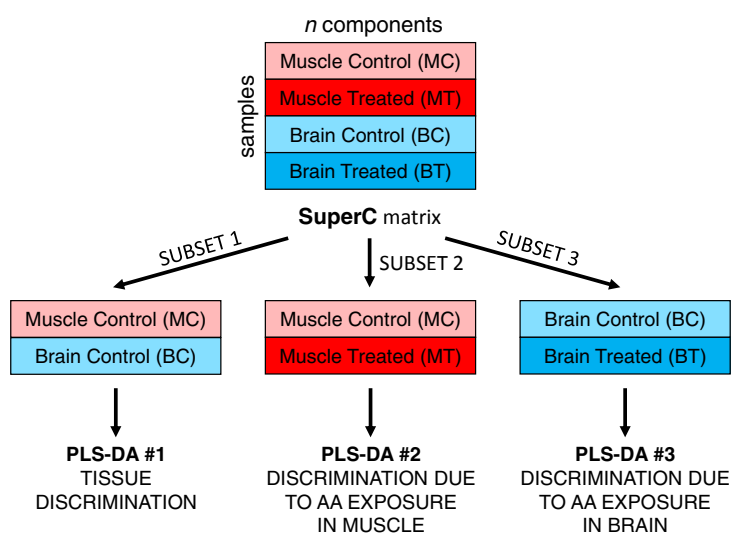 n components
samples
Muscle Control (MC)
Muscle Treated (MT)
Brain Control (BC)
Brain Treated (BT)
SuperC matrix
SUBSET 1
SUBSET 2
SUBSET 3
Muscle Control (MC)
Brain Control (BC)
Muscle Control (MC)
Muscle Treated (MT)
Brain Control (BC)
Brain Treated (BT)
PLS-DA #1
TISSUE
DISCRIMINATION
PLS-DA #2
DISCRIMINATION DUE
TO AA EXPOSURE
IN MUSCLE
PLS-DA #3
DISCRIMINATION DUE
TO AA EXPOSURE
IN BRAIN